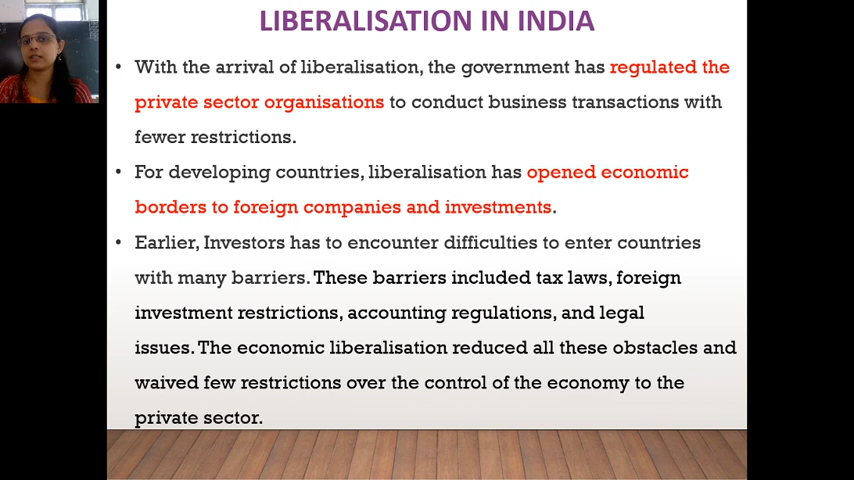 LIBERALISATION IN INDIA
• With the arrival of liberalisation, the government has regulated the
private sector organisations to conduct business transactions with
fewer restrictions.
• For developing countries, liberalisation has opened economic
borders to foreign companies and investments.
• Earlier, Investors has to encounter difficulties to enter countries
with many barriers. These barriers included tax laws, foreign
investment restrictions, accounting regulations, and legal
issues. The economic liberalisation reduced all these obstacles and
waived few restrictions over the control of the economy to the
private sector.